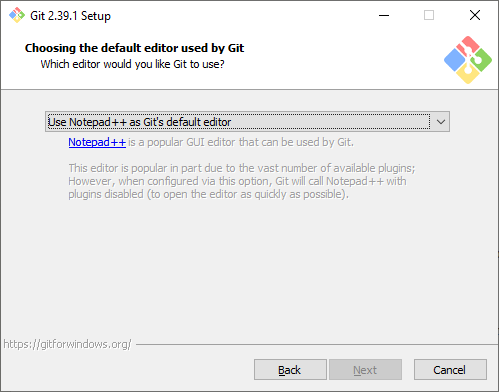 Git 2.39.1 Setup
Choosing the default editor used by Git
Which editor would you like Git to use?
Use Notepad++ as Git's default editor
Notepad++ is a popular GUI editor that can be used by Git.
This editor is popular in part due to the vast number of available plugins;
However, when configured via this option, Git will call Notepad++ with
plugins disabled (to open the editor as quickly as possible).
https://gitforwindows.org/
Back
Next
Cancel